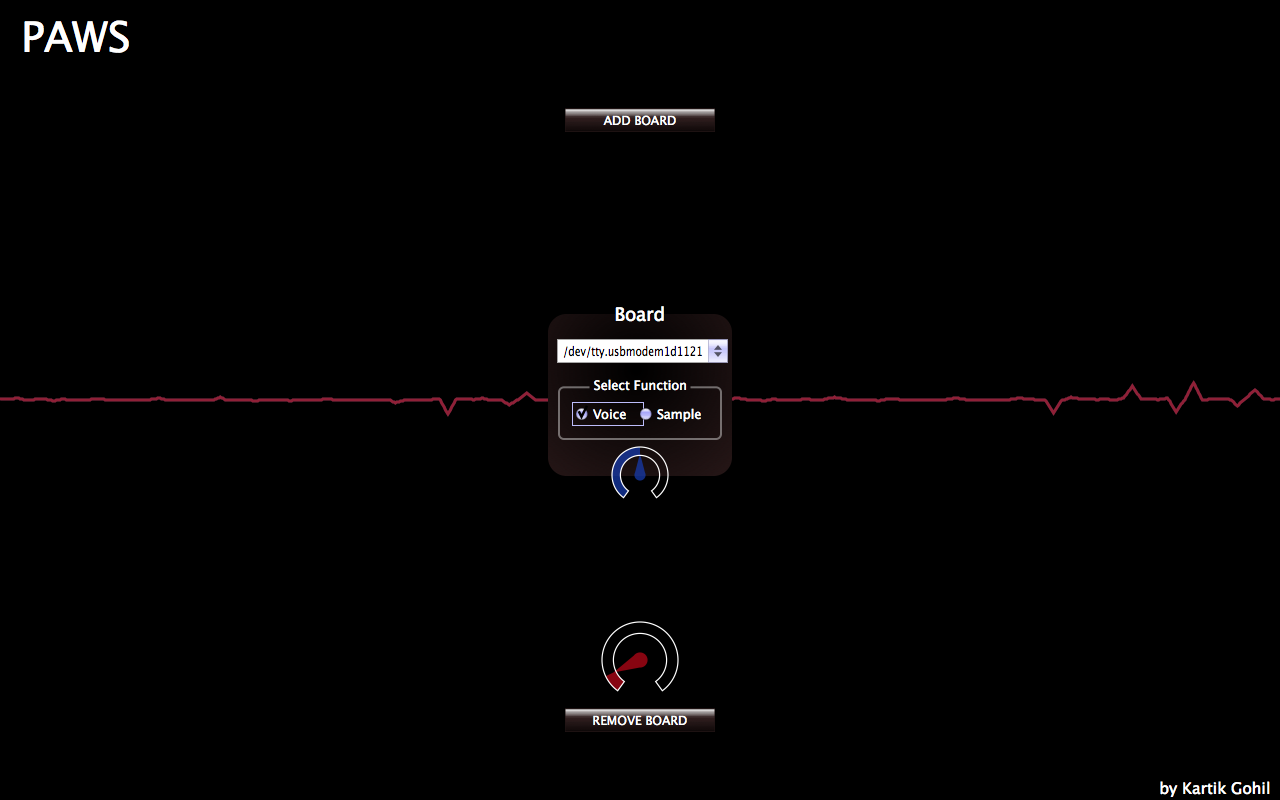 PAWS
ADD BOARD
Board
/dev/tty.usbmodem1d1121
Select Function
Voice Sample
REMOVE BOARD
by Kartik Gohil